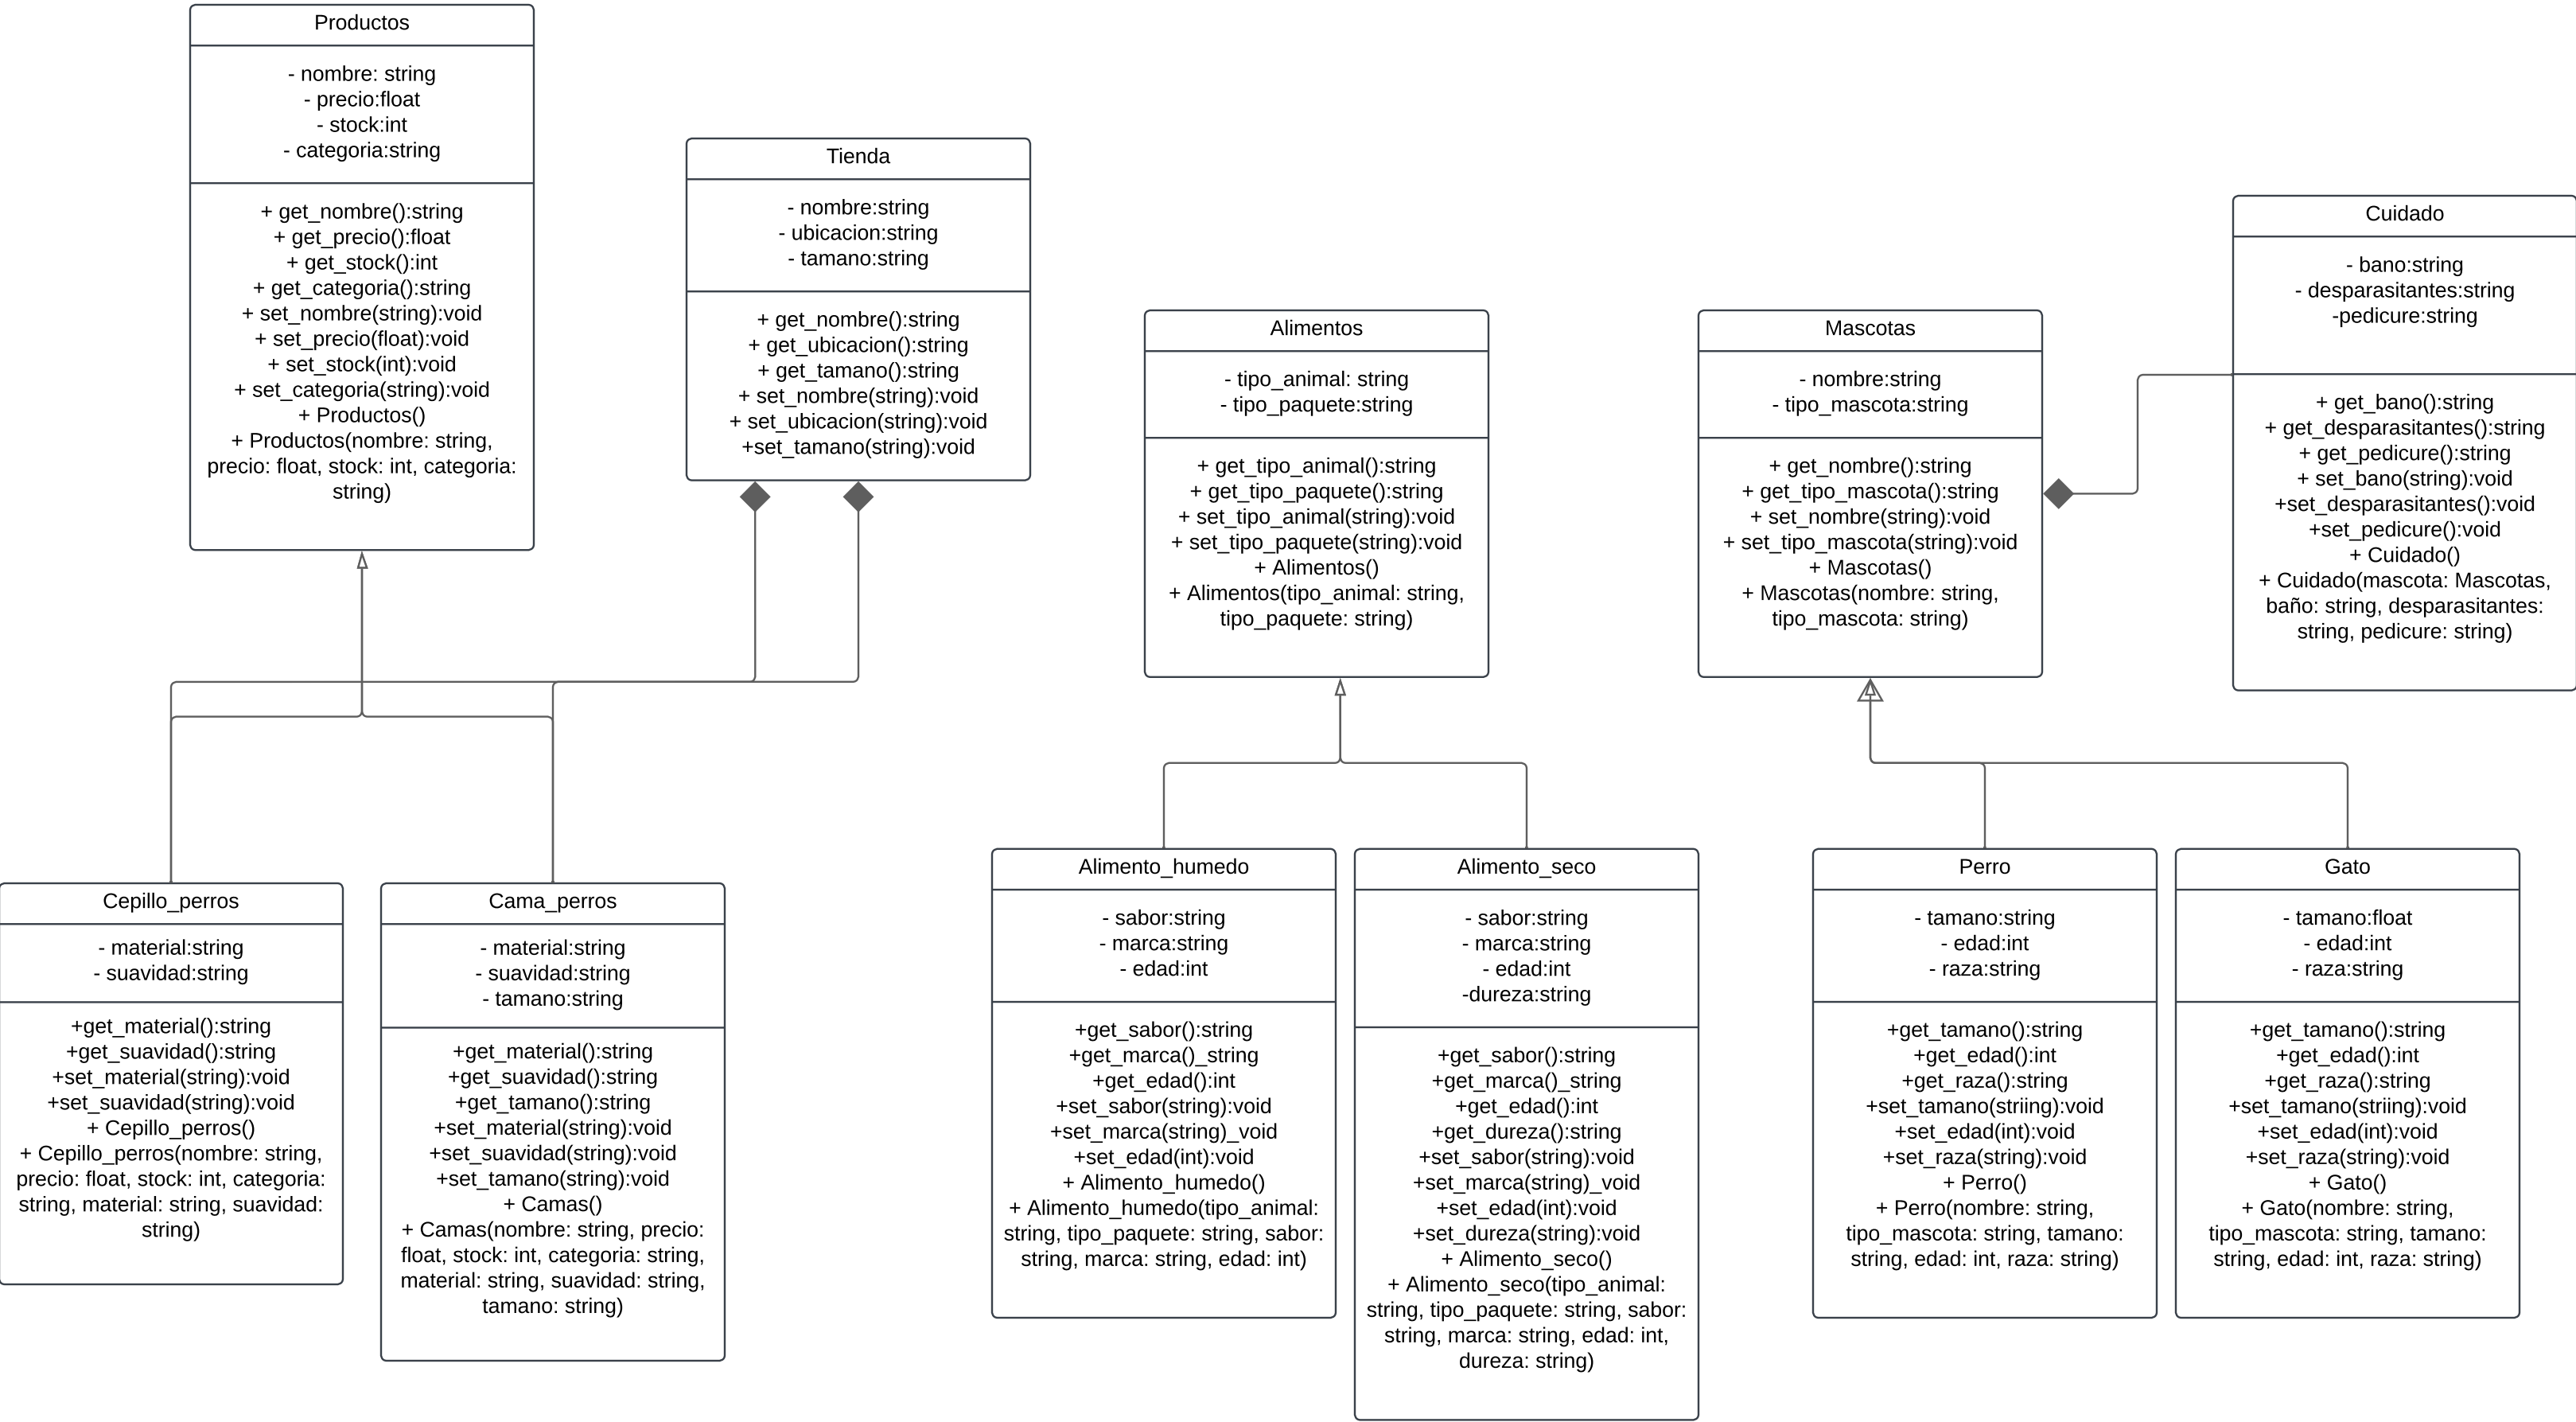 Productos
- nombre: string
- precio:float
- stock:int
- categoria:string
+ get_nombre():string
+ get_precio():float
+ get_stock():int
+ get_categoria():string
+ set_nombre(string):void
+ set_precio(float):void
+ set_stock(int):void
+ set_categoria(string):void
+ Productos()
+ Productos(nombre: string,
precio: float, stock: int, categoria:
string)
Tienda
- nombre:string
- ubicacion:string
- tamano:string
+ get_nombre():string
+ get_ubicacion():string
+ get_tamano():string
+ set_nombre(string):void
+ set_ubicacion(string):void
+set_tamano(string):void
Alimentos
- tipo_animal: string
- tipo_paquete:string
+ get_tipo_animal():string
+ get_tipo_paquete():string
+ set_tipo_animal(string):void
+ set_tipo_paquete(string):void
+ Alimentos()
+ Alimentos(tipo_animal: string,
tipo_paquete: string)
Mascotas
- nombre:string
- tipo_mascota:string
+ get_nombre():string
+ get_tipo_mascota():string
+ set_nombre(string):void
+ set_tipo_mascota(string):void
+ Mascotas()
+ Mascotas(nombre: string,
tipo_mascota: string)
Cuidado
- bano:string
- desparasitantes:string
-pedicure:string
+ get_bano():string
+ get_desparasitantes():string
+ get_pedicure():string
+ set_bano(string):void
+set_desparasitantes():void
+set_pedicure():void
+ Cuidado()
+ Cuidado(mascota: Mascotas,
baño: string, desparasitantes:
string, pedicure: string)
Cepillo_perros
- material:string
- suavidad:string
+get_material():string
+get_suavidad():string
+set_material(string):void
+set_suavidad(string):void
+ Cepillo_perros()
+ Cepillo_perros(nombre: string,
precio: float, stock: int, categoria:
string, material: string, suavidad:
string)
Cama_perros
- material:string
- suavidad:string
- tamano:string
+get_material():string
+get_suavidad():string
+get_tamano():string
+set_material(string):void
+set_suavidad(string):void
+set_tamano(string):void
+ Camas()
+ Camas(nombre: string, precio:
float, stock: int, categoria: string,
material: string, suavidad: string,
tamano: string)
Alimento_humedo
- sabor:string
- marca:string
- edad:int
+get_sabor():string
+get_marca()_string
+get_edad():int
+set_sabor(string):void
+set_marca(string)_void
+set_edad(int):void
+ Alimento_humedo()
+ Alimento_humedo(tipo_animal:
string, tipo_paquete: string, sabor:
string, marca: string, edad: int)
Alimento_seco
- sabor:string
- marca:string
- edad:int
-dureza:string
+get_sabor():string
+get_marca()_string
+get_edad():int
+get_dureza():string
+set_sabor(string):void
+set_marca(string)_void
+set_edad(int):void
+set_dureza(string):void
+ Alimento_seco()
+ Alimento_seco(tipo_animal:
string, tipo_paquete: string, sabor:
string, marca: string, edad: int,
dureza: string)
Perro
- tamano:string
- edad:int
- raza:string
+get_tamano():string
+get_edad():int
+get_raza():string
+set_tamano(striing):void
+set_edad(int):void
+set_raza(string):void
+ Perro()
+ Perro(nombre: string,
tipo_mascota: string, tamano:
string, edad: int, raza: string)
Gato
- tamano:float
- edad:int
- raza:string
+get_tamano():string
+get_edad():int
+get_raza():string
+set_tamano(striing):void
+set_edad(int):void
+set_raza(string):void
+ Gato()
+ Gato(nombre: string,
tipo_mascota: string, tamano:
string, edad: int, raza: string)